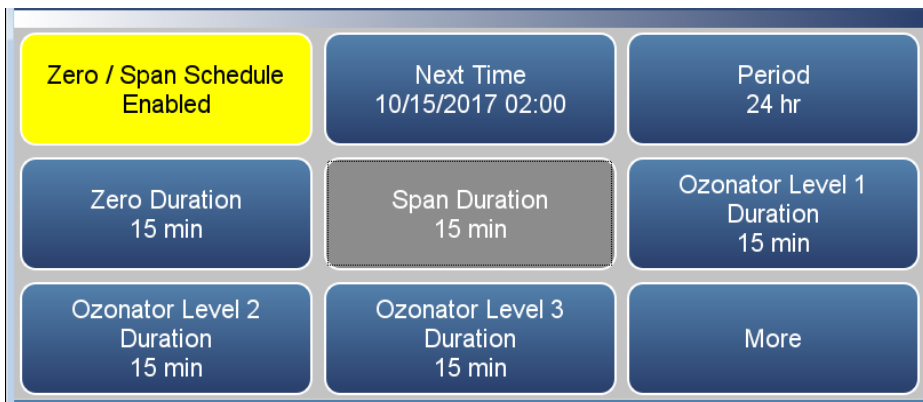 Zero / Span Schedule
Enabled
Next Time
10/15/2017 02:00
Period
24 hr
Zero Duration
15 min
Span Duration
15 min
Ozonator Level 1
Duration
15 min
Ozonator Level 2
Duration
15 min
Ozonator Level 3
Duration
15 min
More